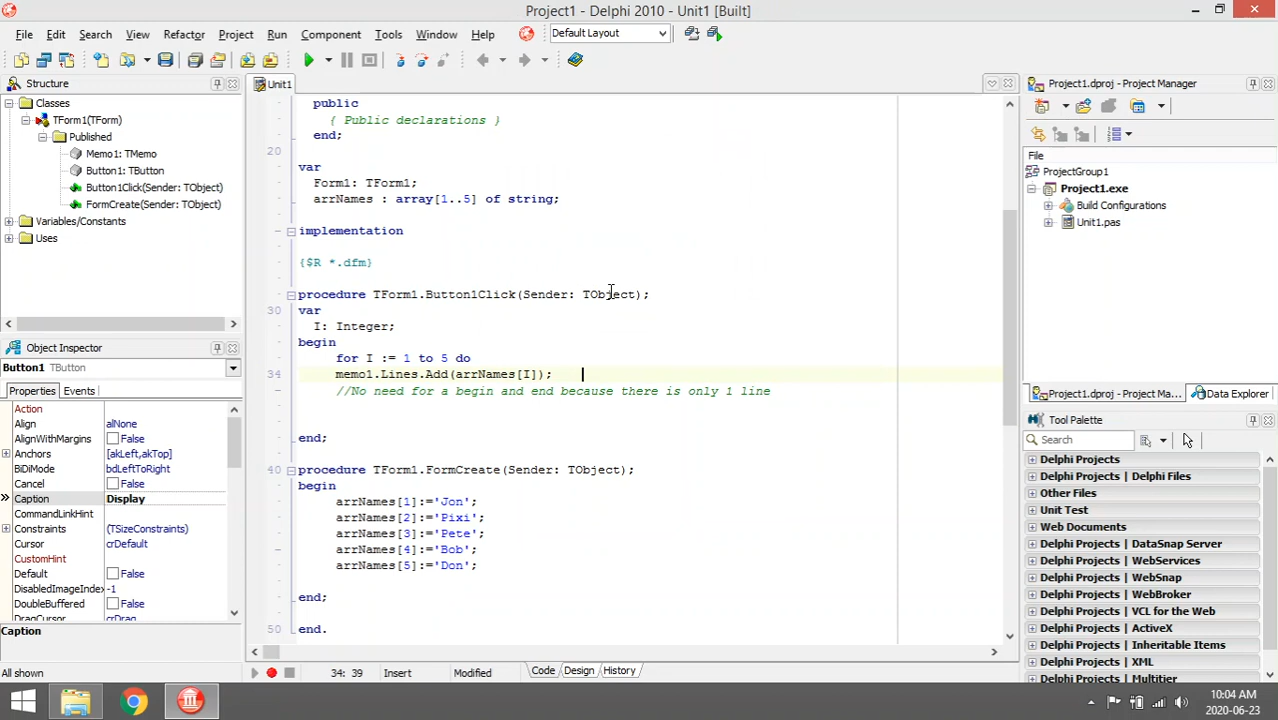 Project1 - Delphi 2010 - Unit1 [Built]
File Edit Search View Refactor Project Run Component Tools Window Help Default Layout
Structure
Classes
TForm1(TForm)
Published
Memo1: TMemo
Button1: TButton
Button1Click(Sender: TObject)
FormCreate(Sender: TObject)
Variables/Constants
Uses
Object Inspector
Button1 TButton
Properties Events
Action
Align alNone
AlignWithMargins False
Anchors [akLeft,akTop]
BiDiMode bdLeftToRight
Cancel False
Caption Display
CommandLinkHint
Constraints (TSizeConstraints)
Cursor crDefault
CustomHint
Default False
DisabledImageIndex -1
DoubleBuffered False
DragCursor crDrag
Caption
All shown
Unit1
public
{ Public declarations }
end;
20
var
Form1: TForm1;
arrNames : array[1..5] of string;
implementation
{$R *.dfm}
procedure TForm1.Button1Click(Sender: TObject);
30 var
I: Integer;
begin
for I := 1 to 5 do
34 memo1.Lines.Add(arrNames[I]);
//No need for a begin and end because there is only 1 line
end;
40 procedure TForm1.FormCreate(Sender: TObject);
begin
arrNames[1]:='Jon';
arrNames[2]:='Pixi';
arrNames[3]:='Pete';
arrNames[4]:='Bob';
arrNames[5]:='Don';
end;
50 end.
34: 39 Insert Modified Code Design History
Project1.dproj - Project Manager
File
ProjectGroup1
Project1.exe
Build Configurations
Unit1.pas
Project1.dproj - Project Ma... Data Explorer
Tool Palette
Search
Delphi Projects
Delphi Projects | Delphi Files
Other Files
Unit Test
Web Documents
Delphi Projects | DataSnap Server
Delphi Projects | WebServices
Delphi Projects | WebSnap
Delphi Projects | WebBroker
Delphi Projects | VCL for the Web
Delphi Projects | ActiveX
Delphi Projects | Inheritable Items
Delphi Projects | XML
Delphi Projects | Multitier
10:04 AM
2020-06-23